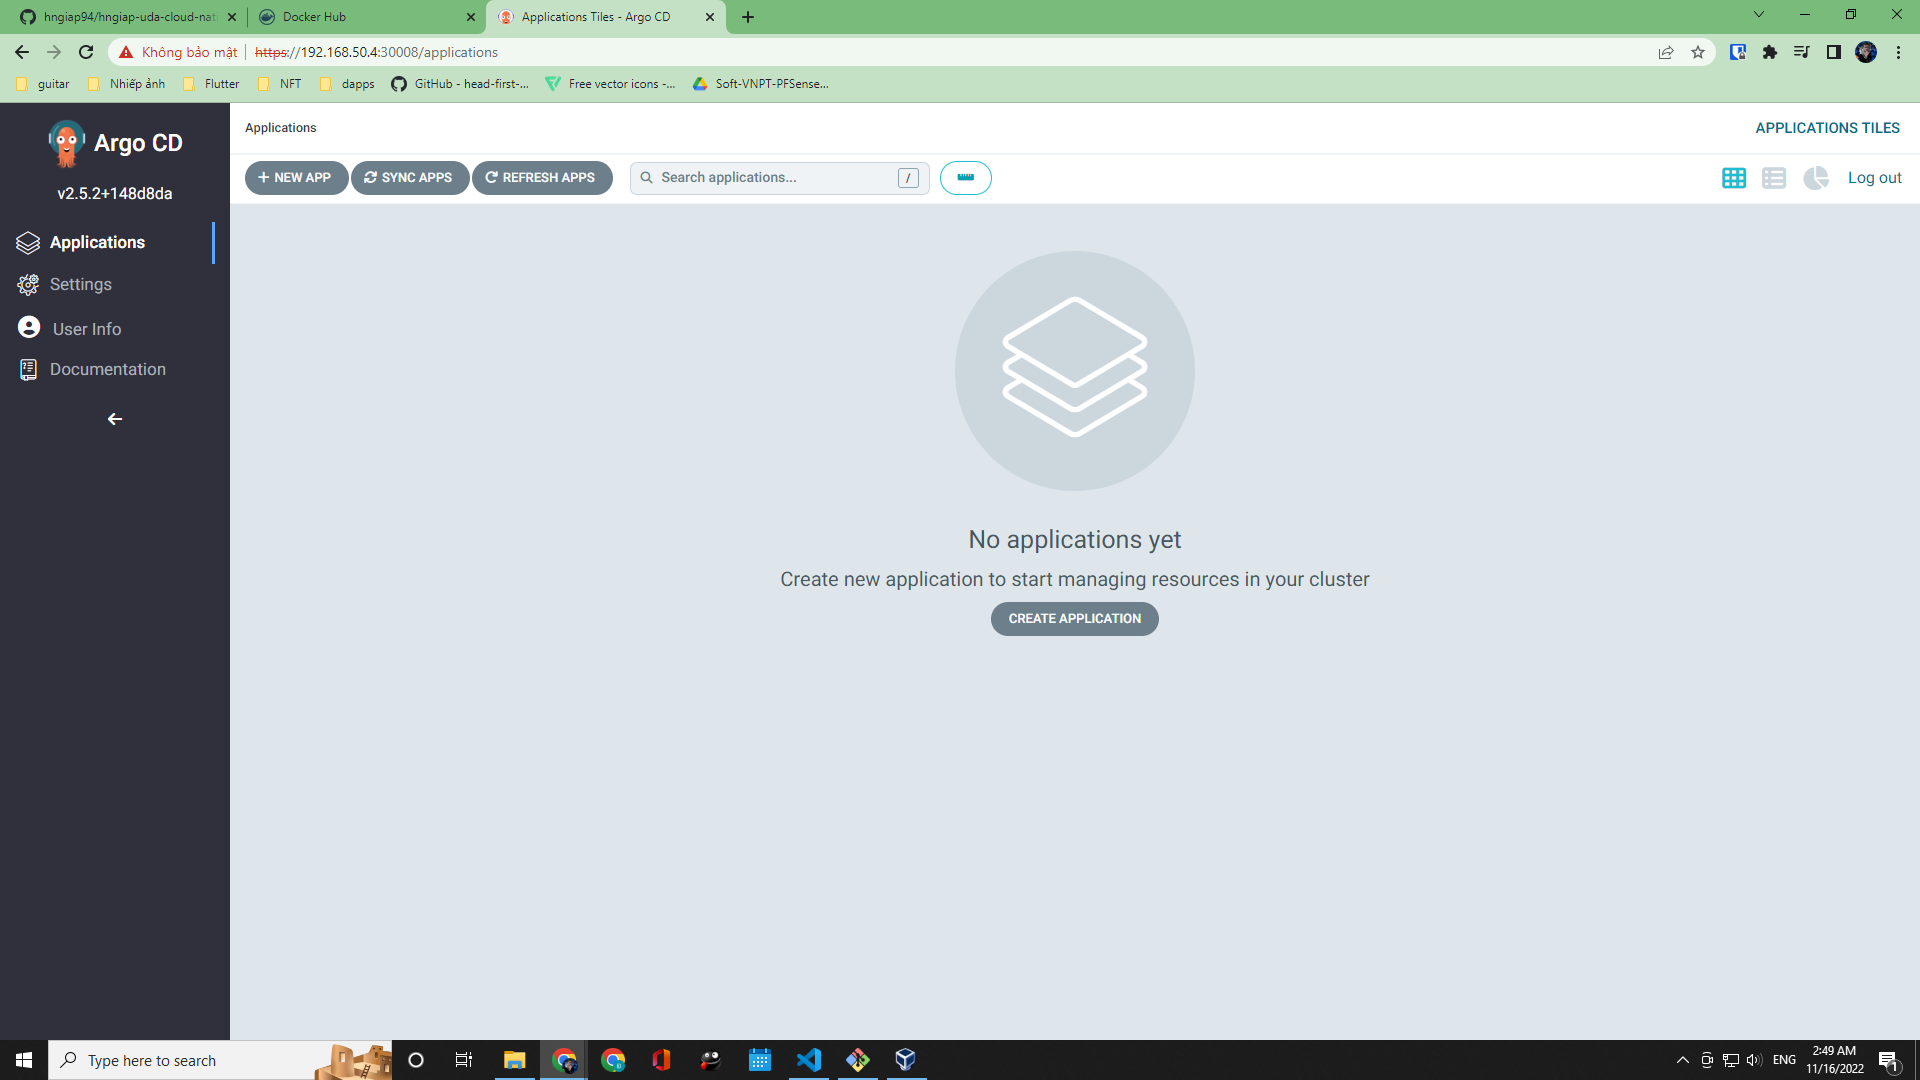 hngiap94/hngiap-uda-cloud-nati
Docker Hub
Applications Tiles - Argo CD
Không bảo mật
https://192.168.50.4:30008/applications
guitar
Nhiếp ảnh
Flutter
NFT
dapps
GitHub - head-first-...
Free vector icons -...
Soft-VNPT-PFSense...
Argo CD
v2.5.2+148d8da
Applications
Settings
User Info
Documentation
Applications
APPLICATIONS TILES
NEW APP
SYNC APPS
REFRESH APPS
Search applications...
/
Log out
No applications yet
Create new application to start managing resources in your cluster
CREATE APPLICATION
Type here to search
ENG
2:49 AM
11/16/2022
1